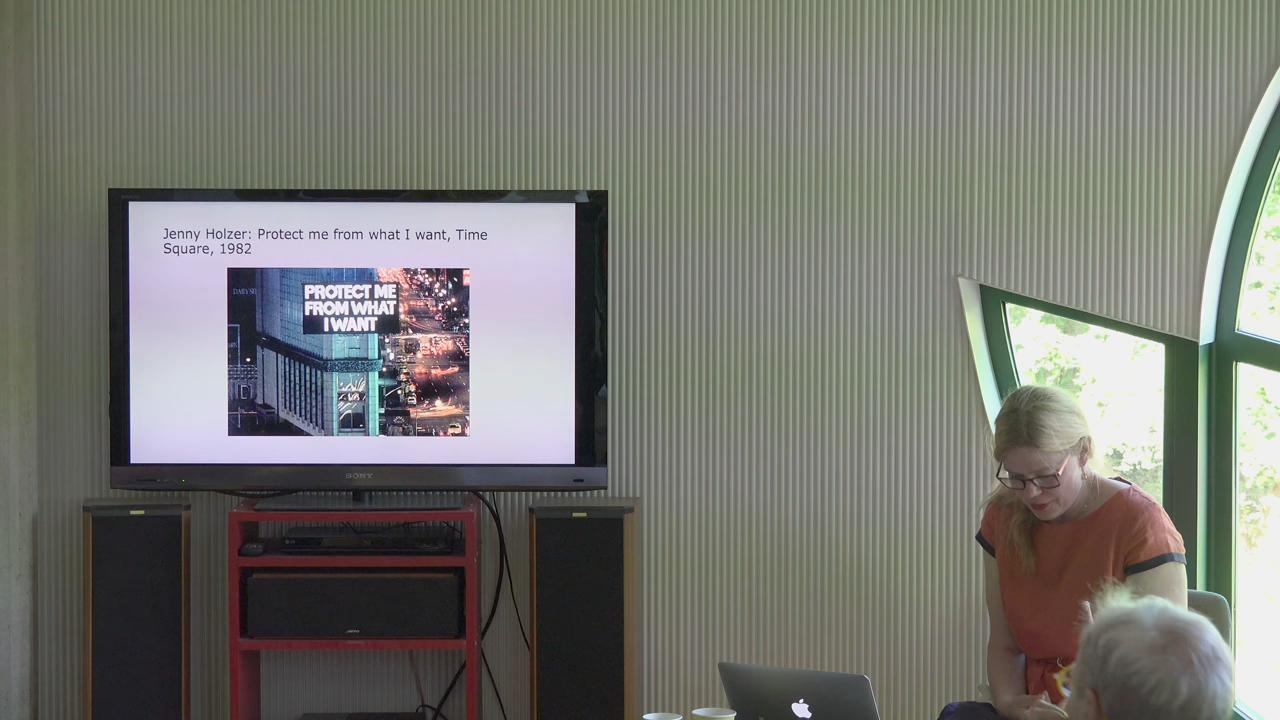 Jenny Holzer: Protect me from what I want, Time
Square, 1982
PROTECT ME
FROM WHAT
I WANT
SONY